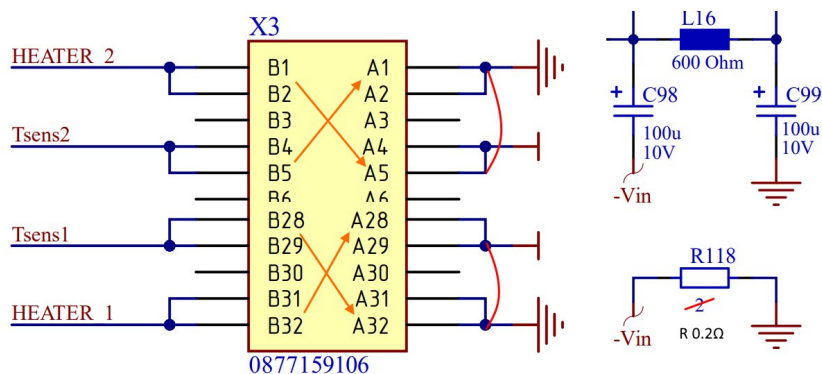 X3
HEATER 2
B1 A1
B2 A2
B3 A3
Tsens2
B4 A4
B5 A5
B6 A6
B28 A28
Tsens1
B29 A29
B30 A30
B31 A31
HEATER 1
B32 A32
0877159106
L16
600 Ohm
+ C98
100u
10V
-Vin
+ C99
100u
10V
R118
2
R 0.2Ω
-Vin